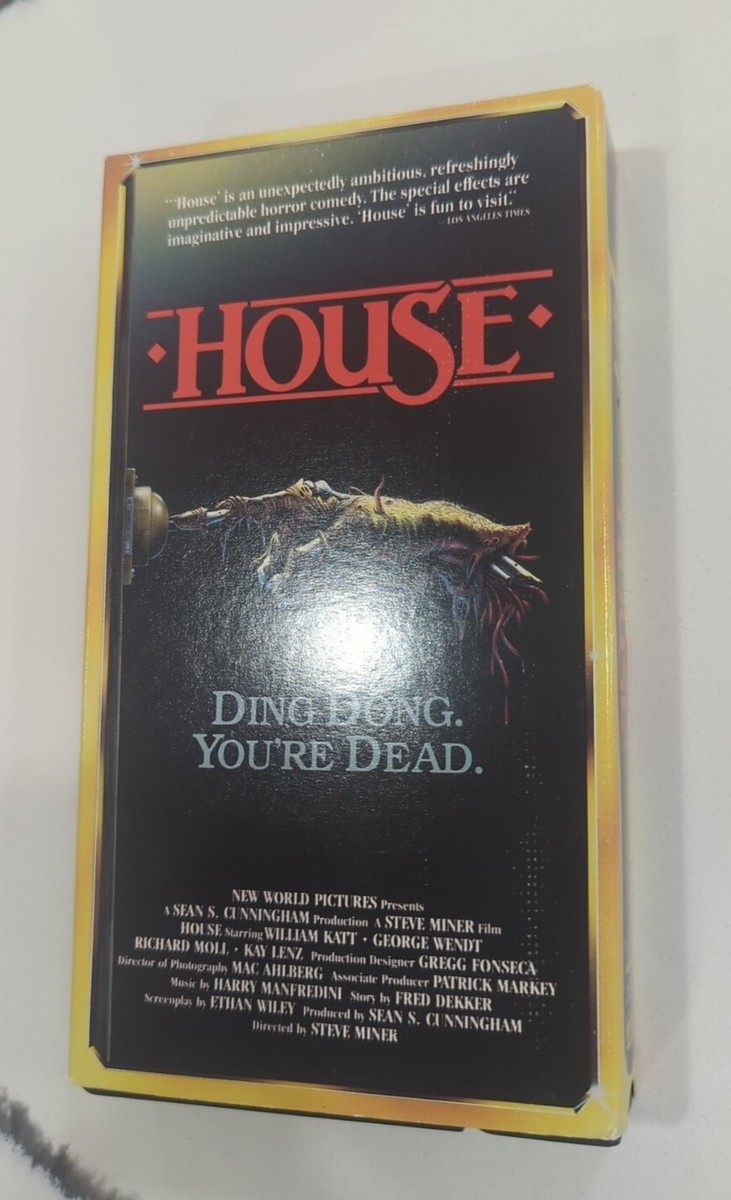 "'House' is an unexpectedly ambitious, refreshingly
unpredictable horror comedy. The special effects are
imaginative and impressive. 'House' is fun to visit."
—LOS ANGELES TIMES
HOUSE
DING DONG.
YOU'RE DEAD.
NEW WORLD PICTURES Presents
A SEAN S. CUNNINGHAM Production A STEVE MINER Film
HOUSE Starring WILLIAM KATT · GEORGE WENDT
RICHARD MOLL · KAY LENZ Production Designer GREGG FONSECA
Director of Photography MAC AHLBERG Associate Producer PATRICK MARKEY
Music by HARRY MANFREDINI Story by FRED DEKKER
Screenplay by ETHAN WILEY Produced by SEAN S. CUNNINGHAM
Directed by STEVE MINER